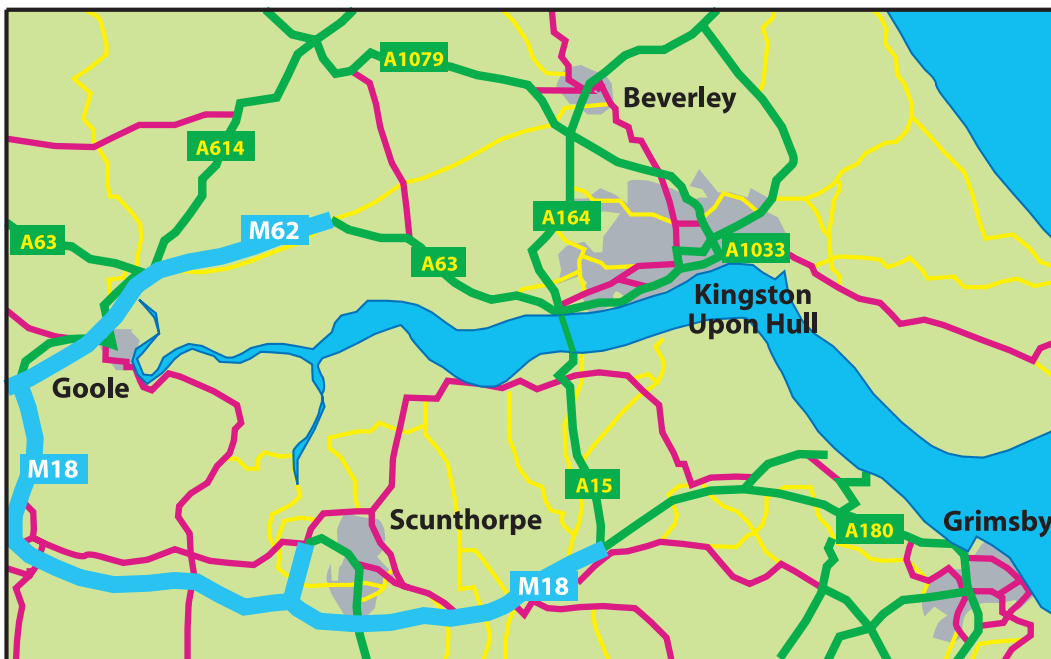 A1079
Beverley
A614
A164
M62
A63
A63
A1033
Kingston
Upon Hull
Goole
M18
A15
Scunthorpe
Grimsby
A180
M18